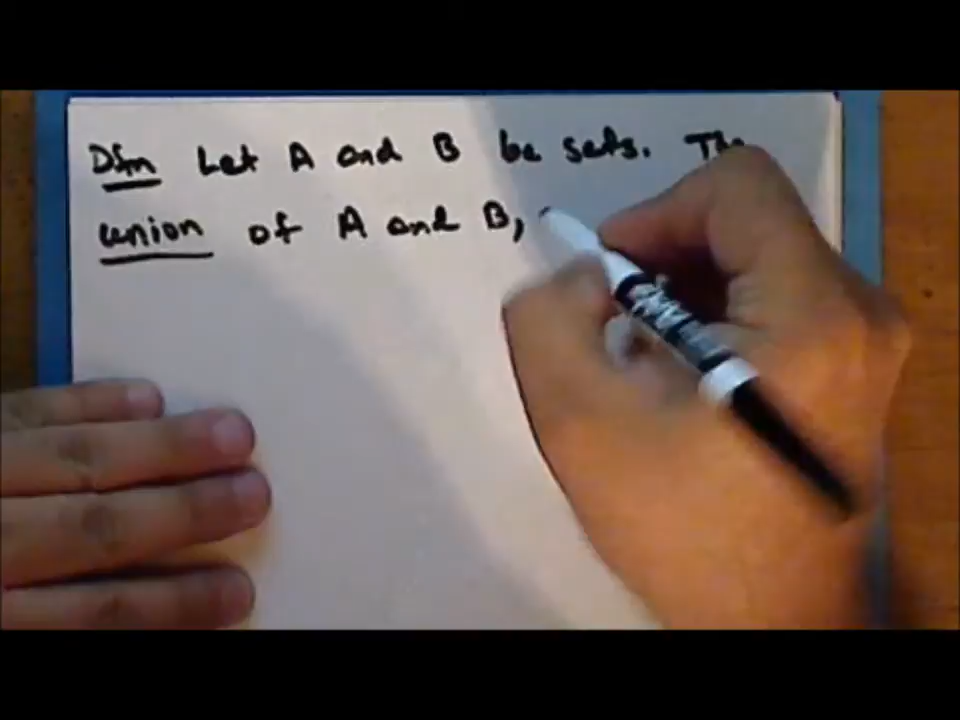 Dfn Let A and B be sets. The
union of A and B,